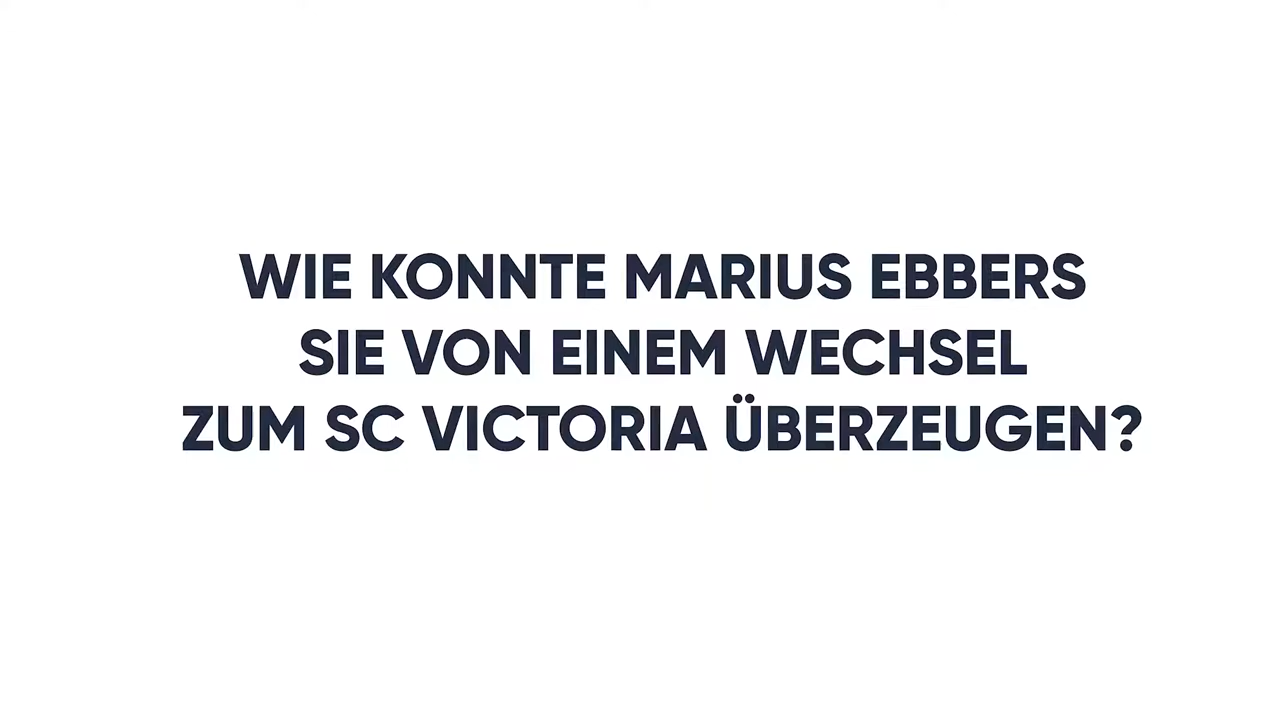 WIE KONNTE MARIUS EBBERS
SIE VON EINEM WECHSEL
ZUM SC VICTORIA ÜBERZEUGEN?